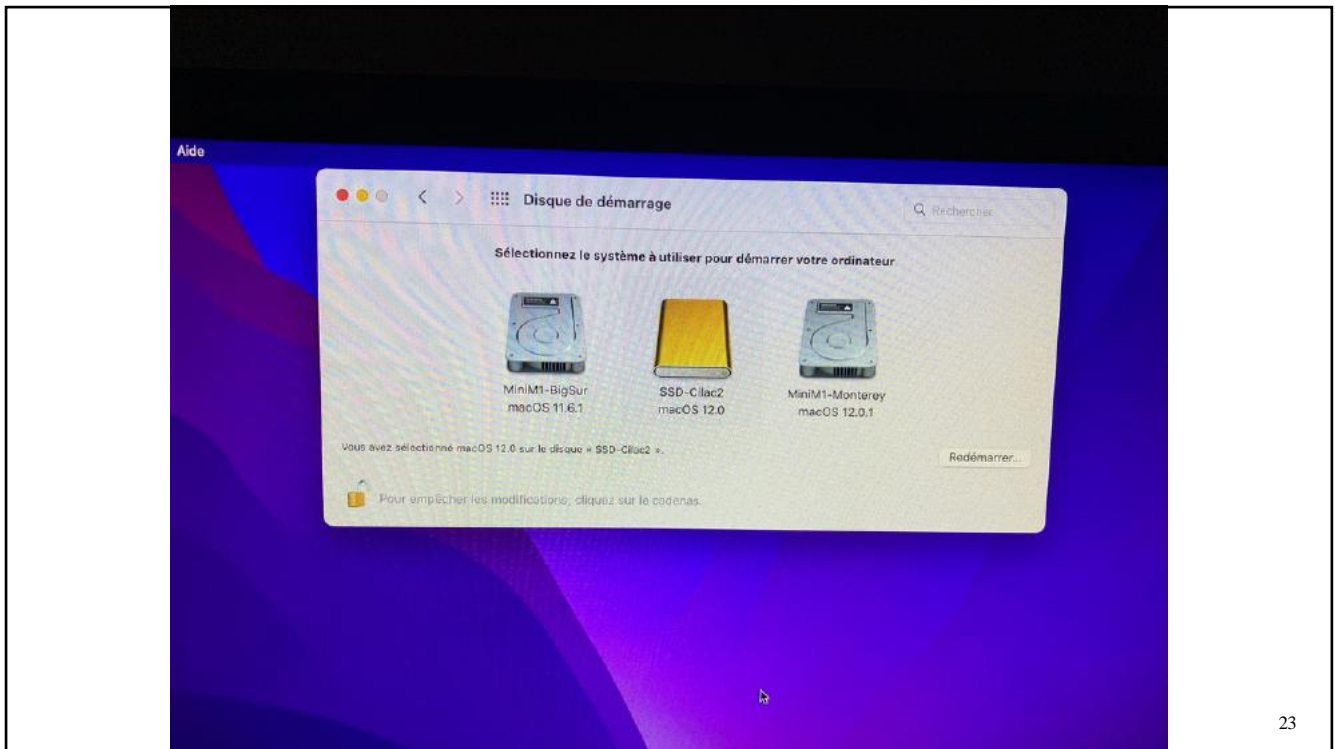 Aide
Disque de démarrage
Rechercher
Sélectionnez le système à utiliser pour démarrer votre ordinateur
MiniM1-BigSur
macOS 11.6.1
SSD-Cilac2
macOS 12.0
MiniM1-Monterey
macOS 12.0.1
Vous avez sélectionné macOS 12.0 sur le disque « SSD-Cilac2 ».
Redémarrer...
Pour empêcher les modifications, cliquez sur le cadenas.
23